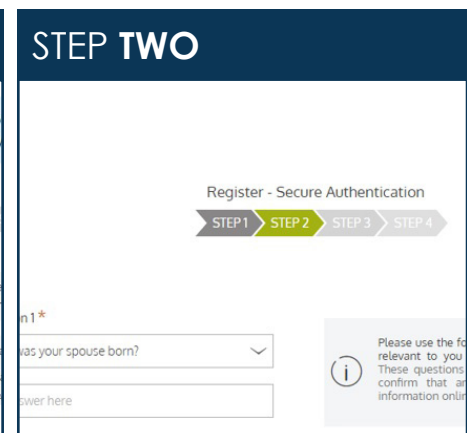 STEP TWO
Register - Secure Authentication
STEP 1 STEP 2 STEP 3 STEP 4
n 1 *
was your spouse born?
swer here
Please use the fo
relevant to you
These questions
confirm that an
information onlin